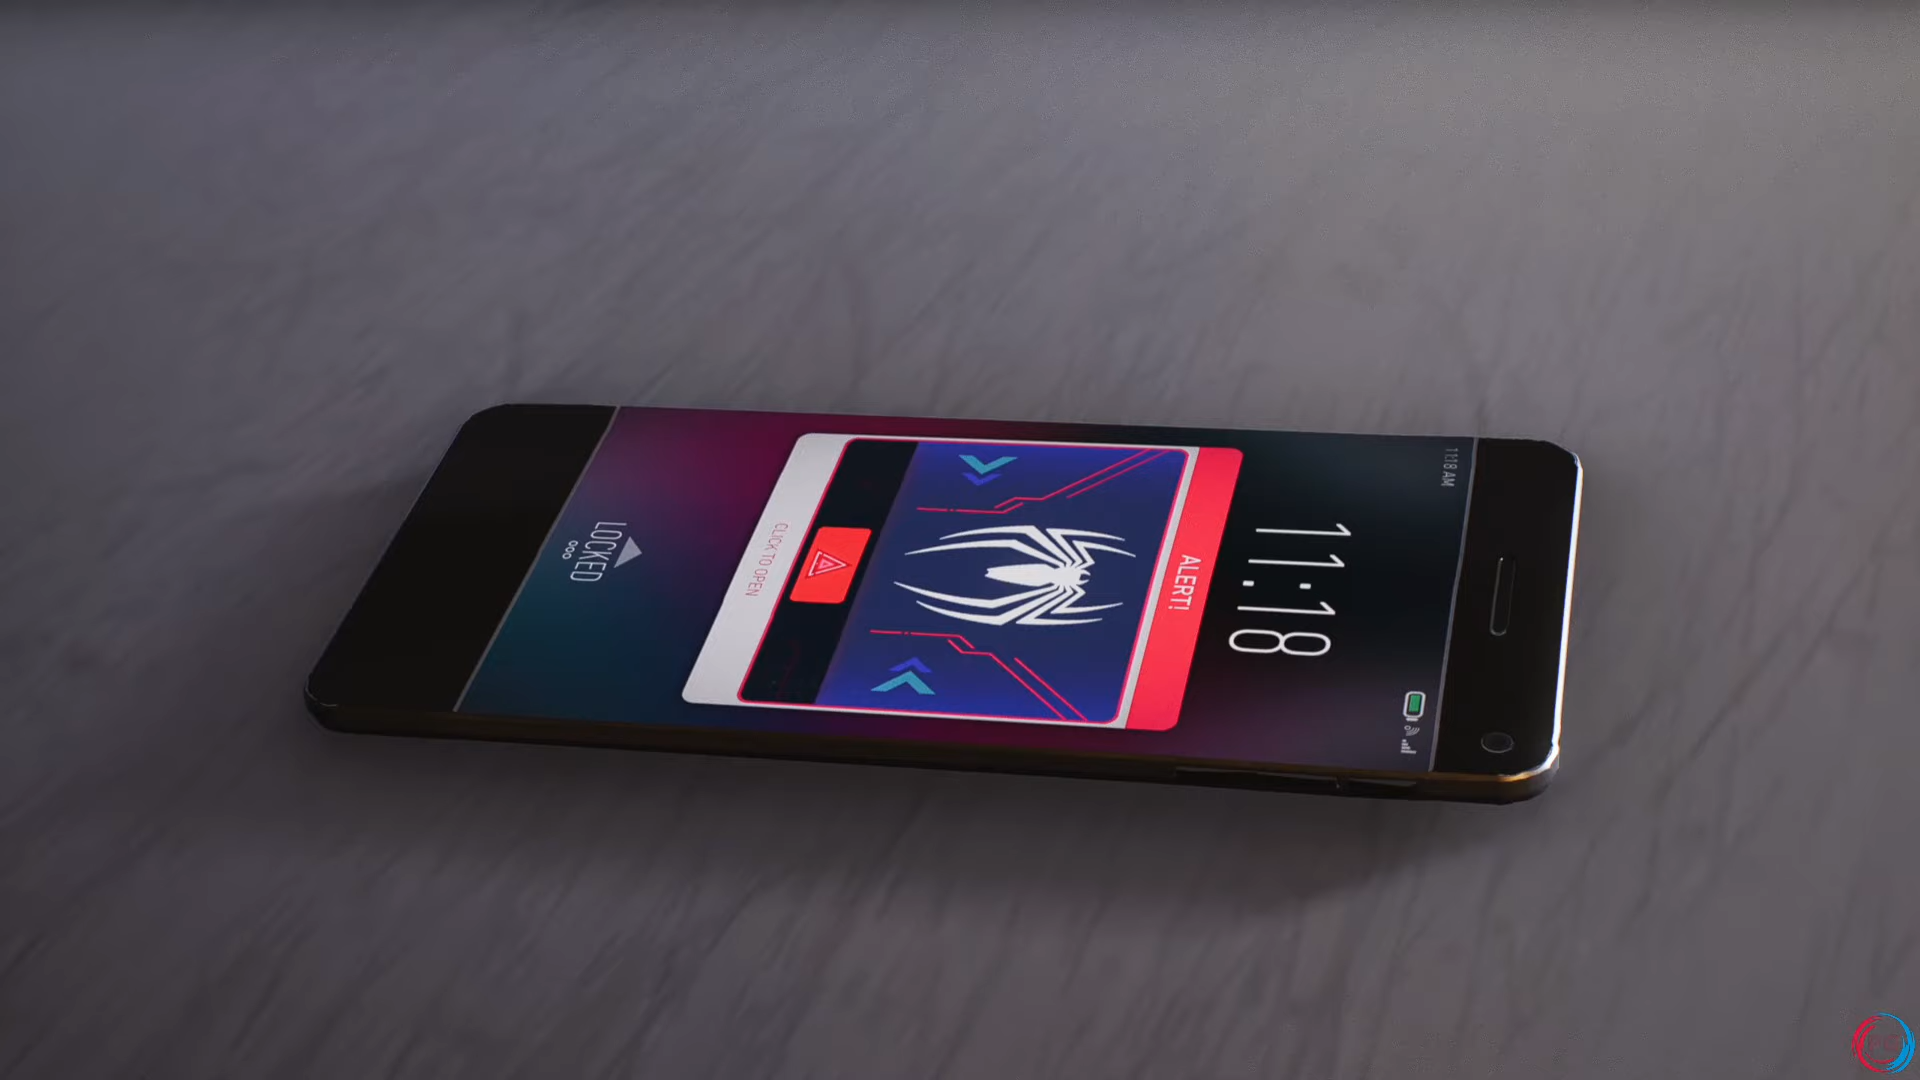 11:18 AM
11:18
ALERT!
CLICK TO OPEN
LOCKED